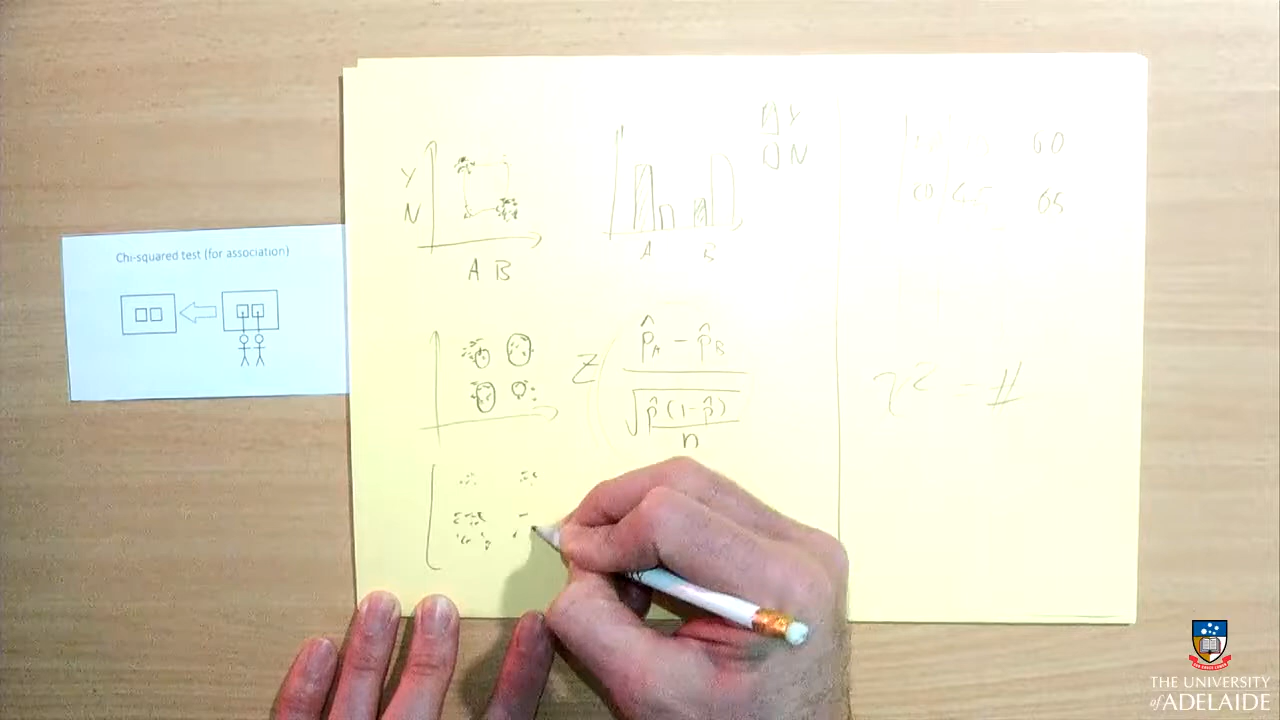 Chi-squared test (for association)
Y
N
A B
A B
Y
N
60
65
Z
p̂A - p̂B
√p̂(1-p̂)
n
THE UNIVERSITY
of ADELAIDE